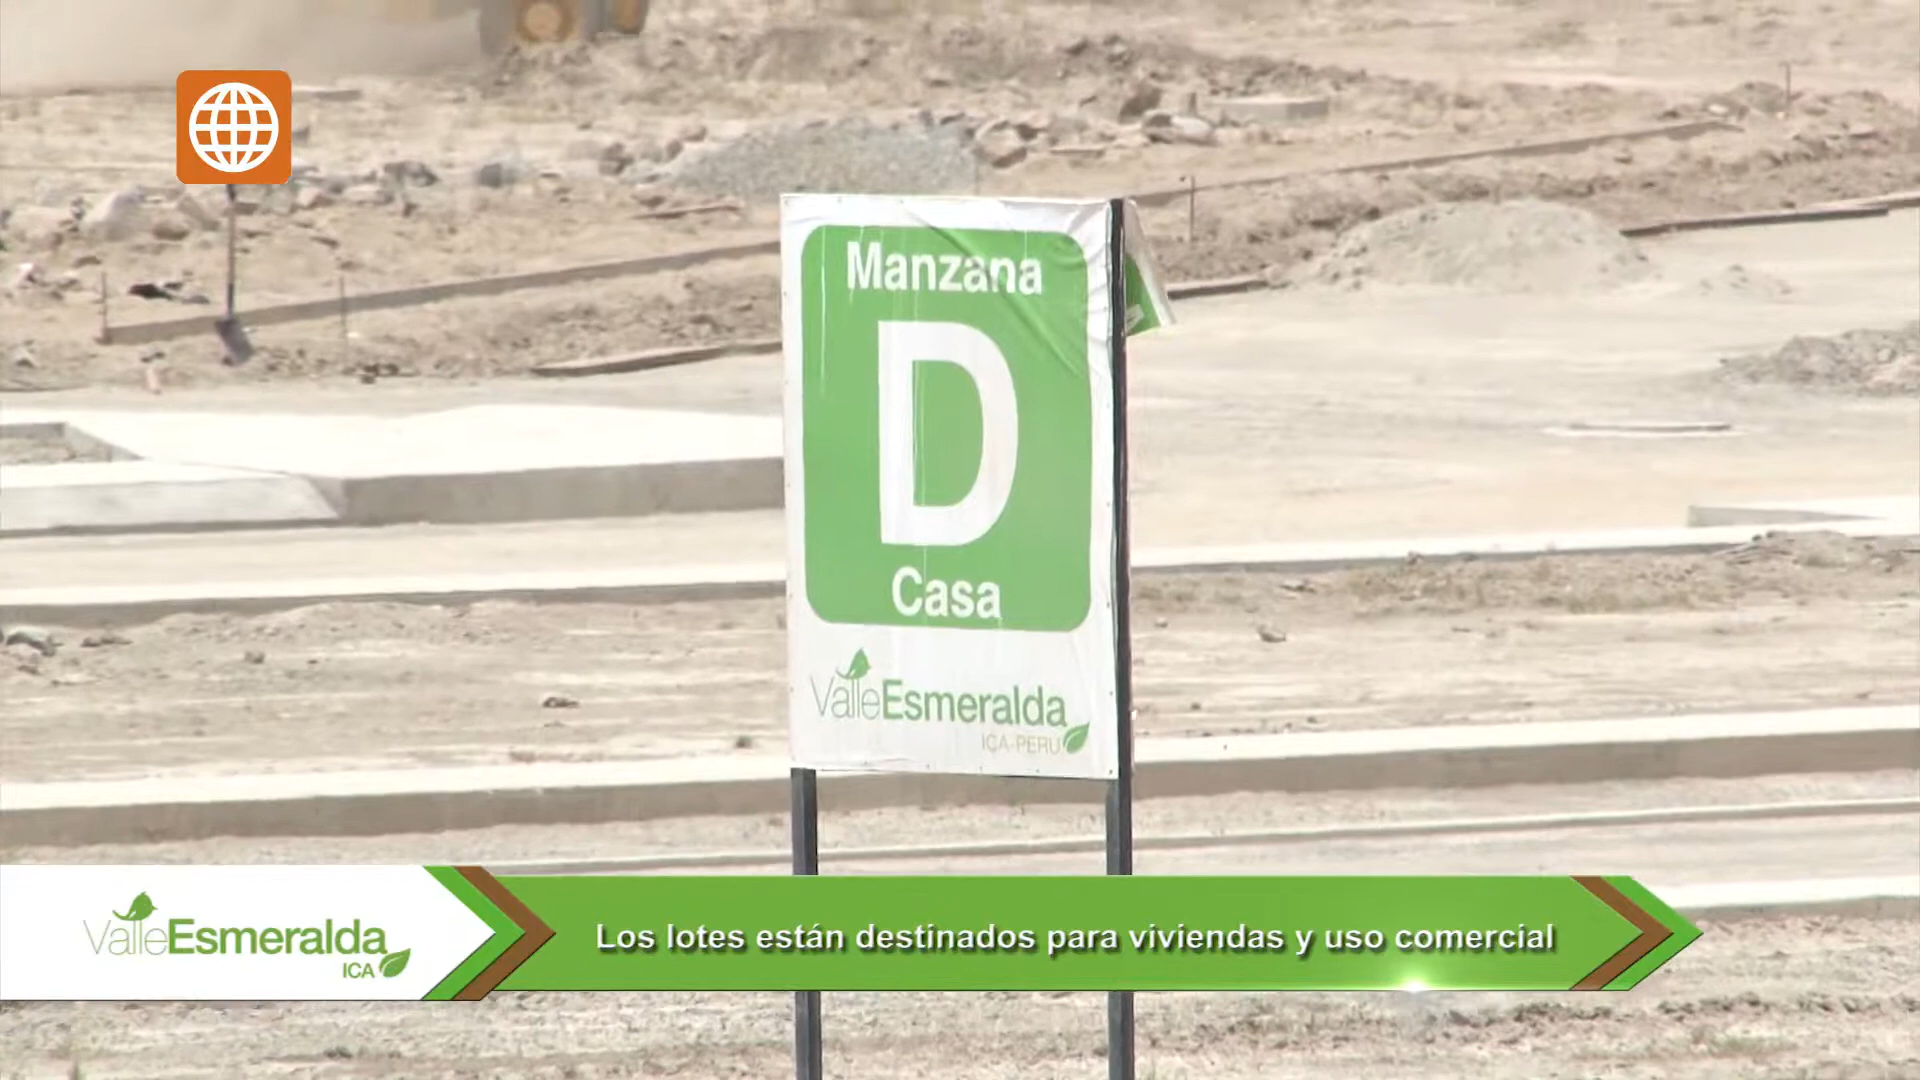 Manzana
D
Casa
ValleEsmeralda
ICA-PERU
ValleEsmeralda
ICA
Los lotes están destinados para viviendas y uso comercial